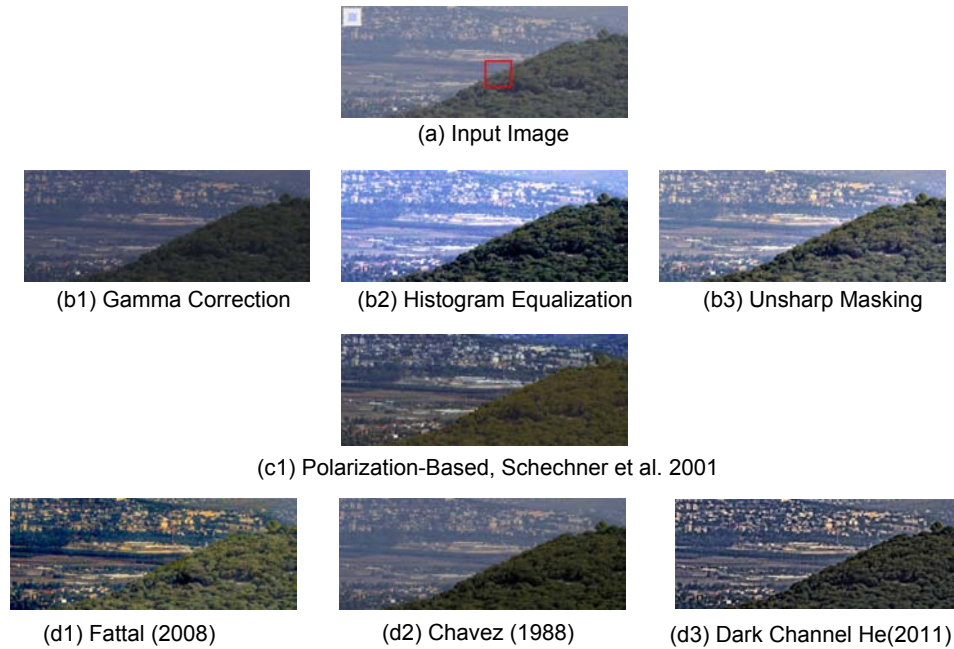 (a) Input Image
(b1) Gamma Correction
(b2) Histogram Equalization
(b3) Unsharp Masking
(c1) Polarization-Based, Schechner et al. 2001
(d1) Fattal (2008)
(d2) Chavez (1988)
(d3) Dark Channel He(2011)